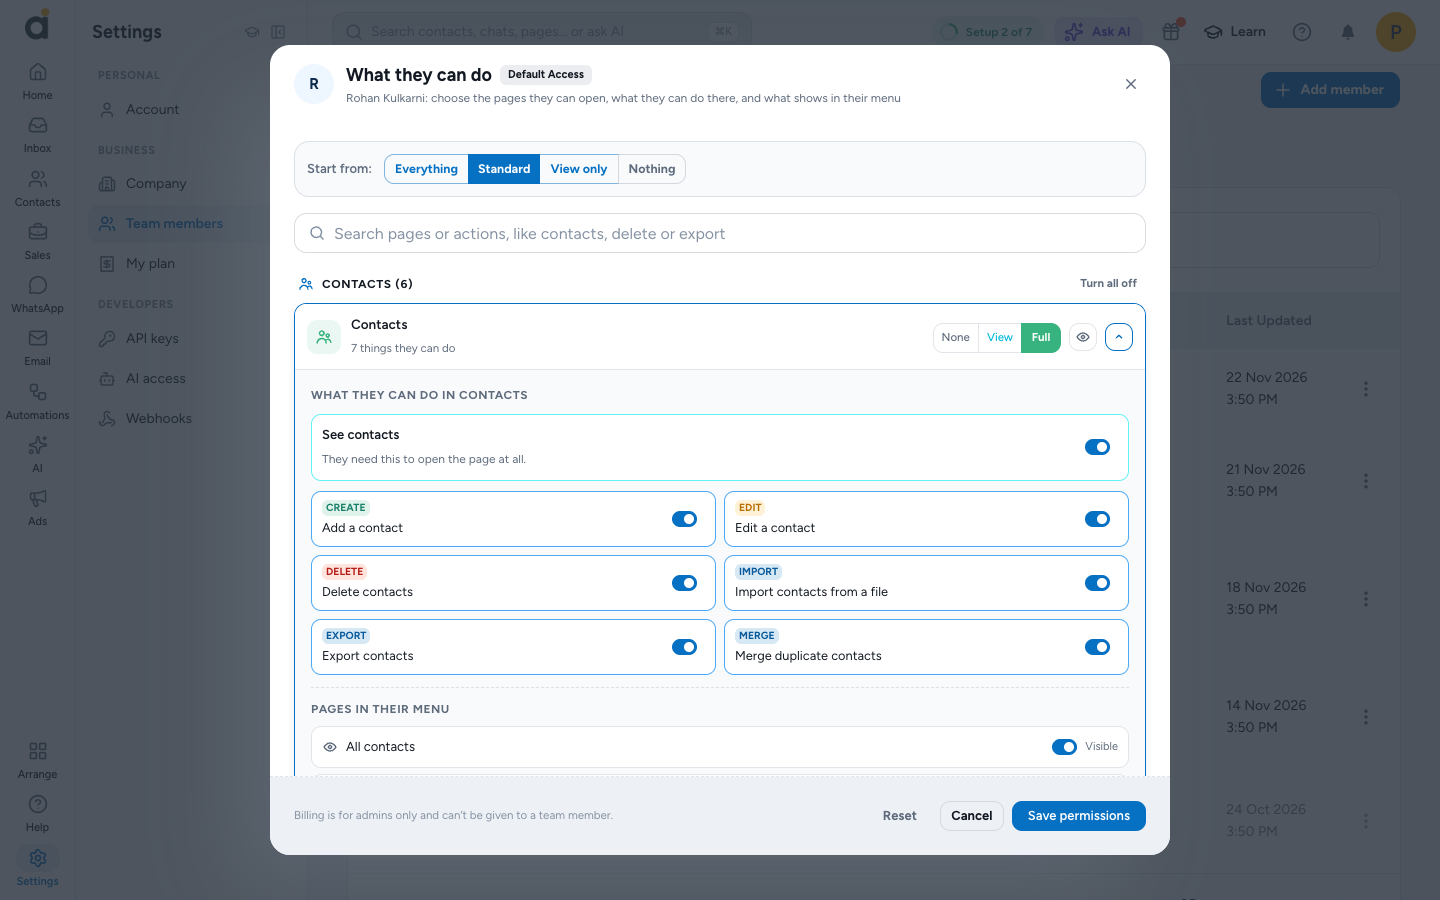 Settings
Search contacts, chats, pages... or ask AI
⌘K
Setup 2 of 7
Ask AI
Learn
P
Home
Inbox
Contacts
Sales
WhatsApp
Email
Automations
AI
Ads
Arrange
Help
Settings
PERSONAL
Account
BUSINESS
Company
Team members
My plan
DEVELOPERS
API keys
AI access
Webhooks
Add member
R
What they can do
Default Access
Rohan Kulkarni: choose the pages they can open, what they can do there, and what shows in their menu
Start from:
Everything
Standard
View only
Nothing
Search pages or actions, like contacts, delete or export
CONTACTS (6)
Turn all off
Contacts
7 things they can do
None
View
Full
WHAT THEY CAN DO IN CONTACTS
See contacts
They need this to open the page at all.
CREATE
Add a contact
EDIT
Edit a contact
DELETE
Delete contacts
IMPORT
Import contacts from a file
EXPORT
Export contacts
MERGE
Merge duplicate contacts
PAGES IN THEIR MENU
All contacts
Visible
Billing is for admins only and can't be given to a team member.
Reset
Cancel
Save permissions
Last Updated
22 Nov 2026
3:50 PM
21 Nov 2026
3:50 PM
18 Nov 2026
3:50 PM
14 Nov 2026
3:50 PM
24 Oct 2026
3:50 PM